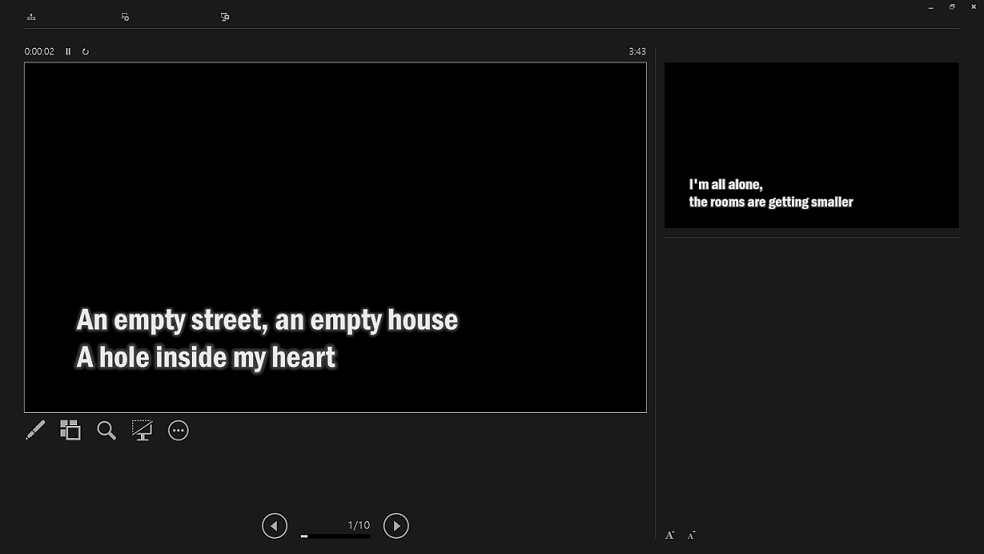 0:00:02
3:43
An empty street, an empty house
A hole inside my heart
I'm all alone,
the rooms are getting smaller
1/10
A A